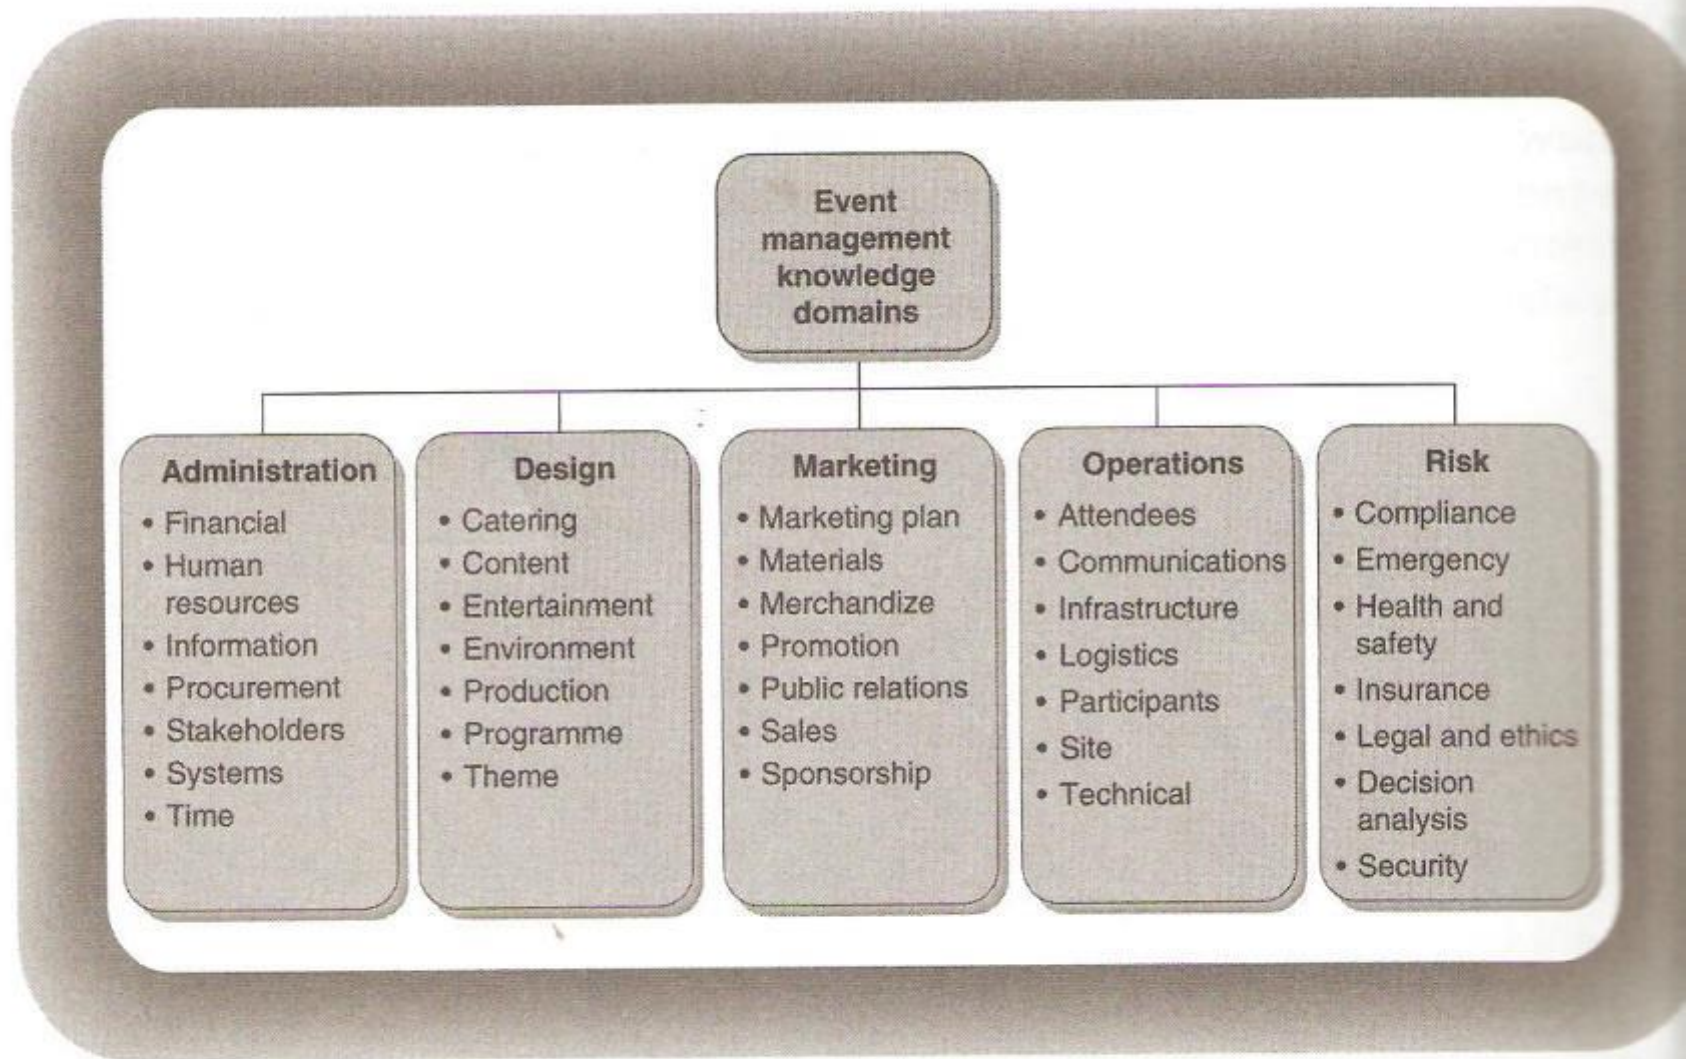 Event
management
knowledge
domains
Administration
• Financial
• Human
resources
• Information
• Procurement
• Stakeholders
• Systems
• Time
Design
• Catering
• Content
• Entertainment
• Environment
• Production
• Programme
• Theme
Marketing
• Marketing plan
• Materials
• Merchandize
• Promotion
• Public relations
• Sales
• Sponsorship
Operations
• Attendees
• Communications
• Infrastructure
• Logistics
• Participants
• Site
• Technical
Risk
• Compliance
• Emergency
• Health and
safety
• Insurance
• Legal and ethics
• Decision
analysis
• Security